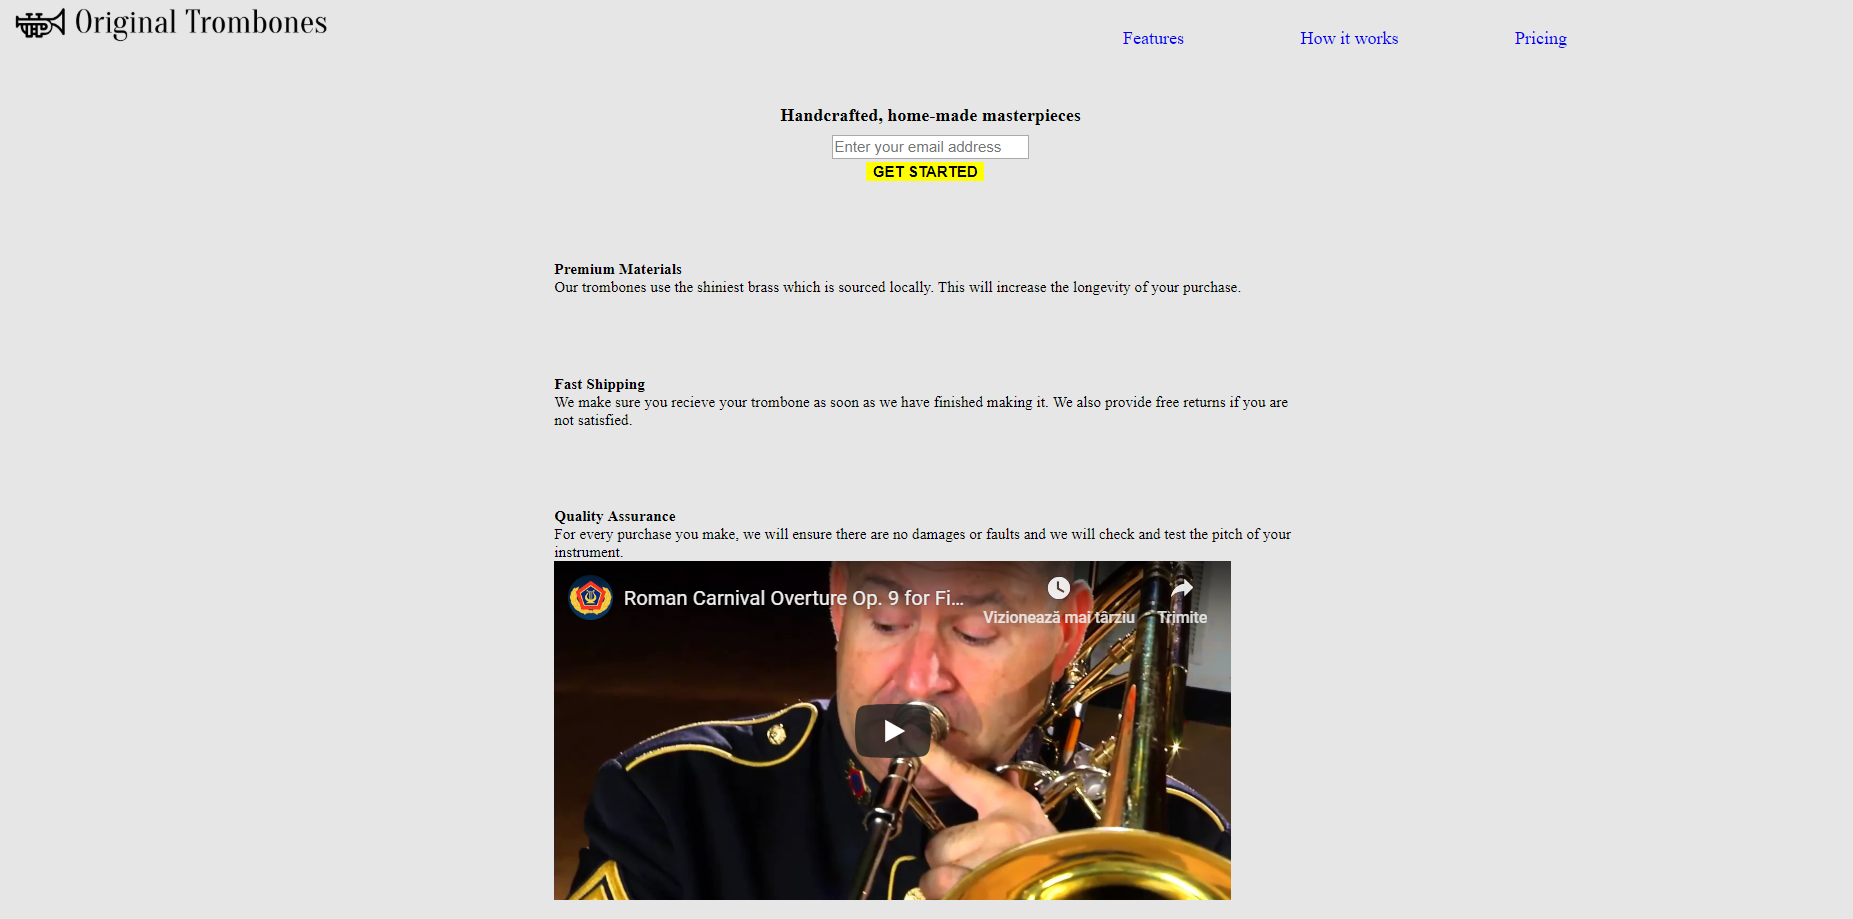 Original Trombones
Features
How it works
Pricing
Handcrafted, home-made masterpieces
Enter your email address
GET STARTED
Premium Materials
Our trombones use the shiniest brass which is sourced locally. This will increase the longevity of your purchase.
Fast Shipping
We make sure you recieve your trombone as soon as we have finished making it. We also provide free returns if you are
not satisfied.
Quality Assurance
For every purchase you make, we will ensure there are no damages or faults and we will check and test the pitch of your
instrument.
Roman Carnival Overture Op. 9 for Fi...
Vizionează mai târziu
Trimite